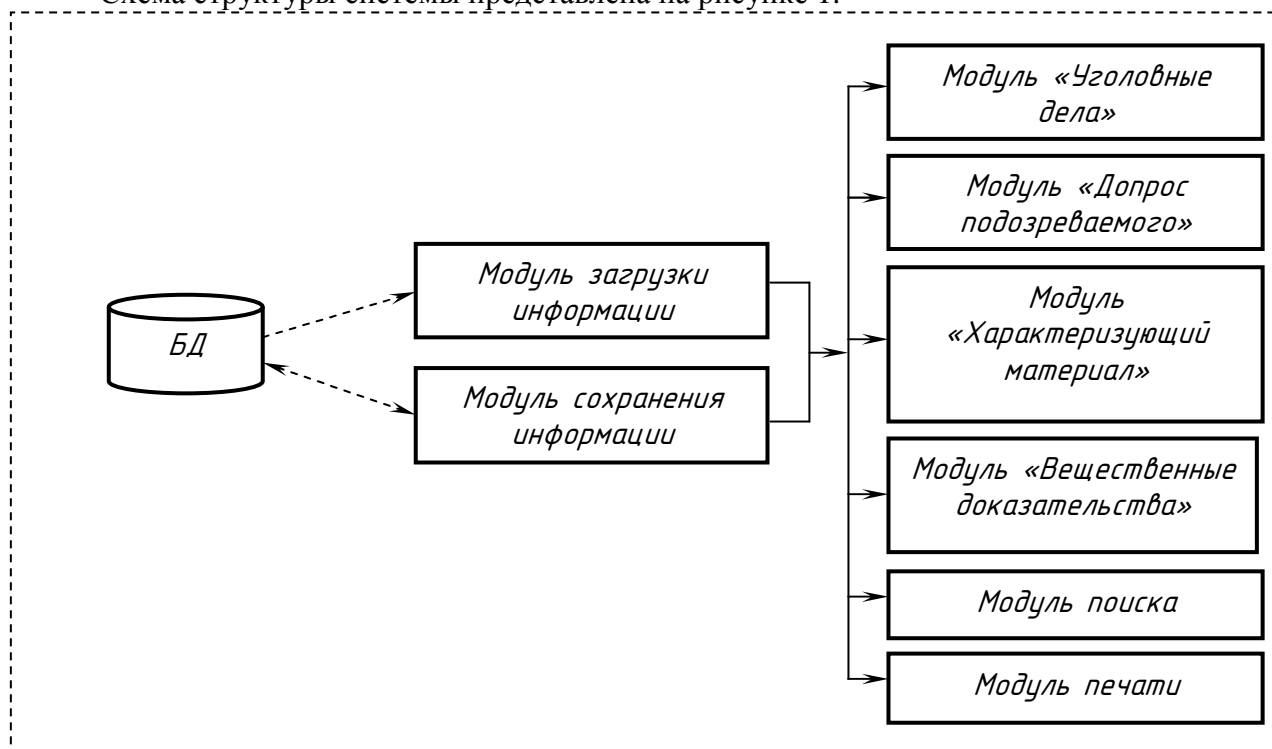 Схема структуры системы представлена на рисунке 1.
Модуль «Уголовные
дела»
Модуль «Допрос
подозреваемого»
Модуль загрузки
информации
Модуль
«Характеризующий
материал»
БД
Модуль сохранения
информации
Модуль «Вещественные
доказательства»
Модуль поиска
Модуль печати